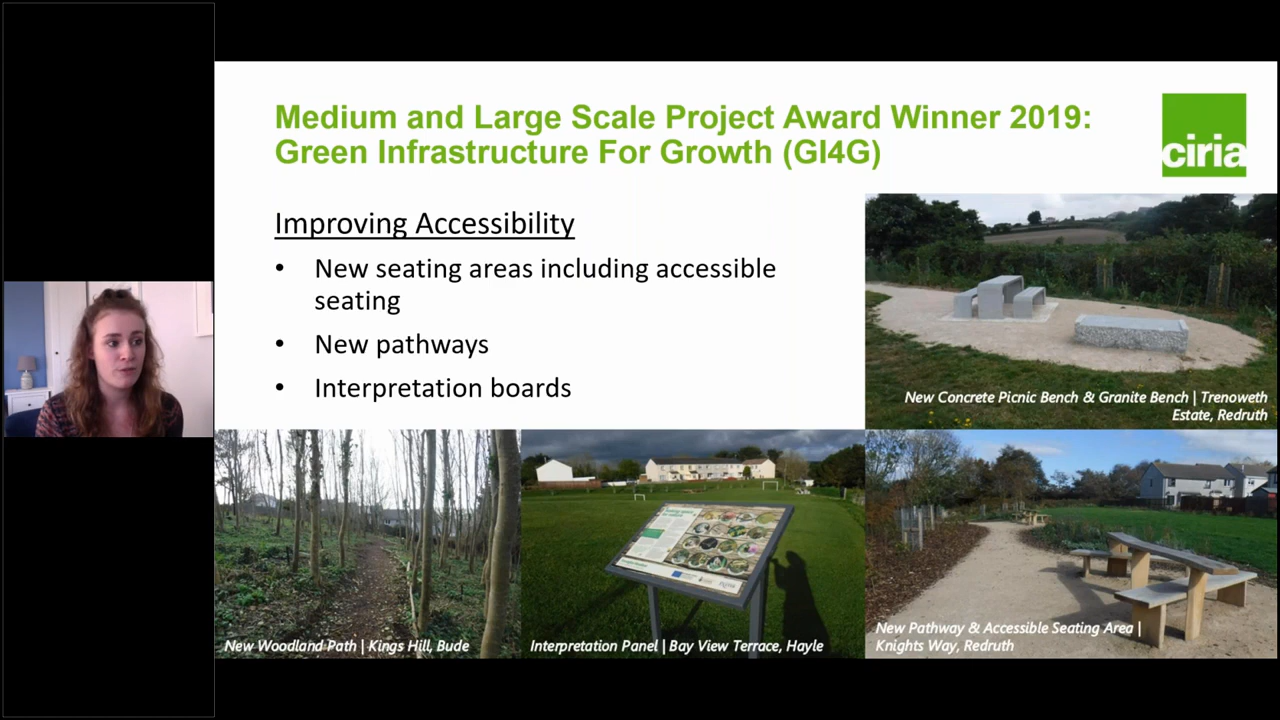 Medium and Large Scale Project Award Winner 2019:
Green Infrastructure For Growth (GI4G)
ciria
Improving Accessibility
• New seating areas including accessible
seating
• New pathways
• Interpretation boards
New Concrete Picnic Bench & Granite Bench | Trenoweth
Estate, Redruth
New Woodland Path | Kings Hill, Bude
Interpretation Panel | Bay View Terrace, Hayle
New Pathway & Accessible Seating Area |
Knights Way, Redruth